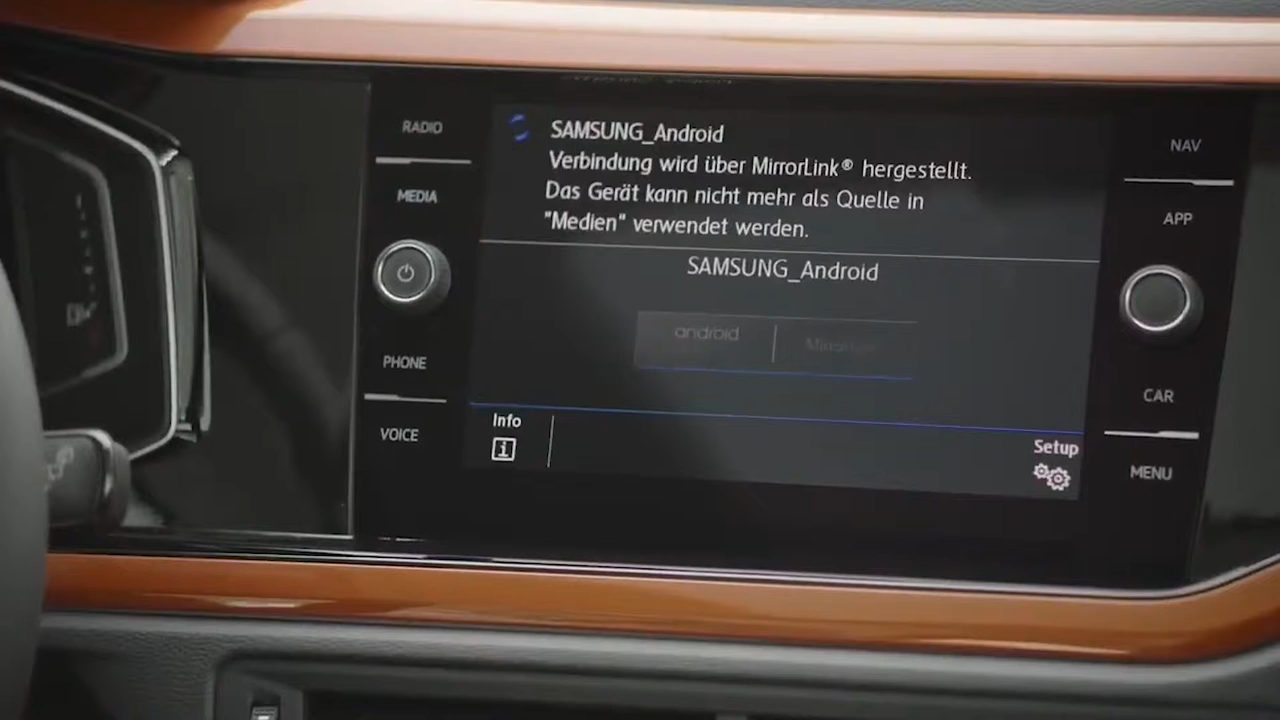 RADIO
MEDIA
PHONE
VOICE
SAMSUNG_Android
Verbindung wird über MirrorLink® hergestellt.
Das Gerät kann nicht mehr als Quelle in
"Medien" verwendet werden.
SAMSUNG_Android
android
Info
Setup
NAV
APP
CAR
MENU